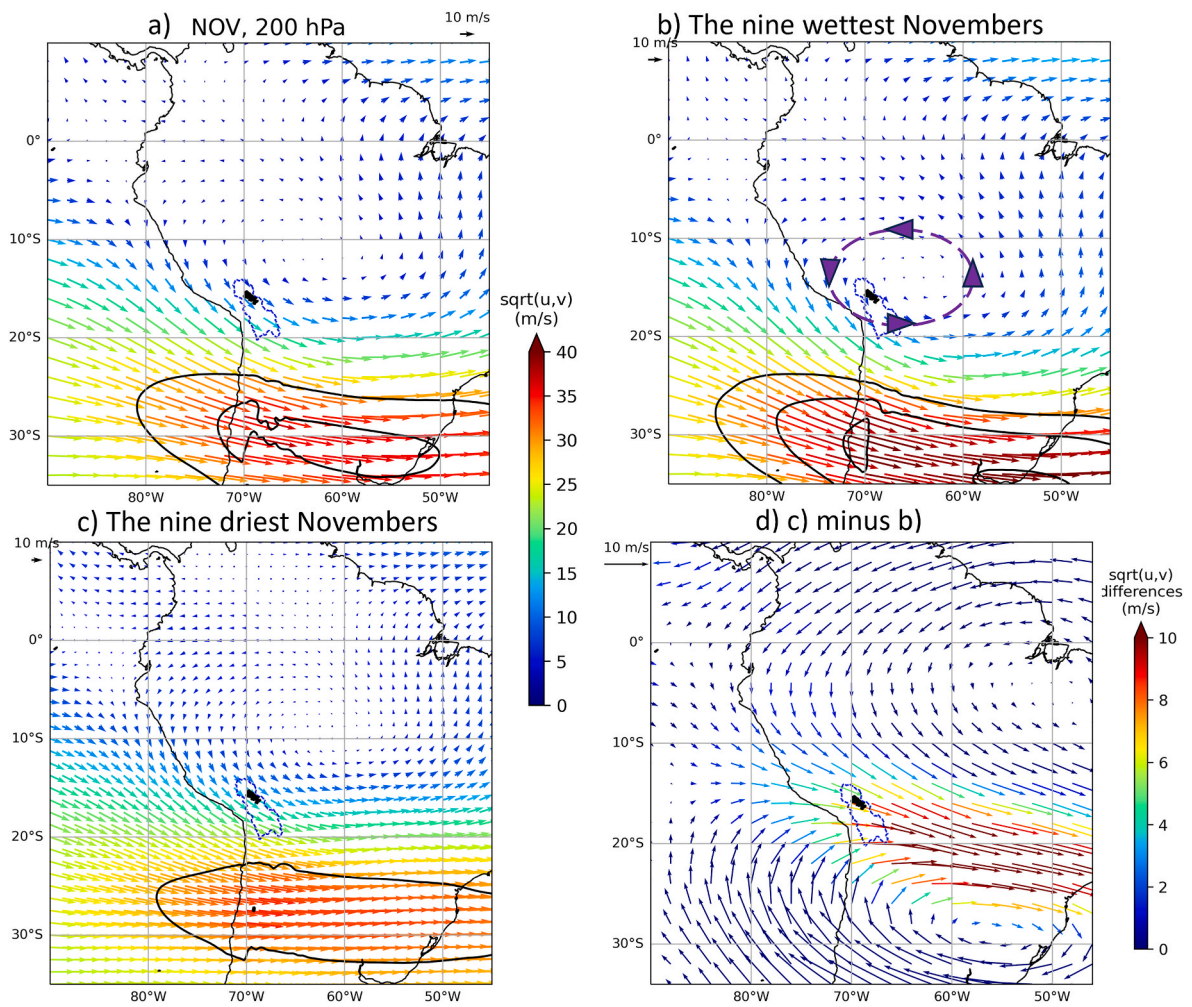 a) NOV, 200 hPa
10 m/s
0°
10°S
20°S
30°S
80°W 70°W 60°W 50°W
b) The nine wettest Novembers
10 m/s
0°
10°S
20°S
30°S
80°W 70°W 60°W 50°W
sqrt(u,v)
(m/s)
40
35
30
25
20
15
10
5
0
c) The nine driest Novembers
10 m/s
0°
10°S
20°S
30°S
80°W 70°W 60°W 50°W
d) c) minus b)
10 m/s
0°
10°S
20°S
30°S
80°W 70°W 60°W 50°W
sqrt(u,v)
differences
(m/s)
10
8
6
4
2
0